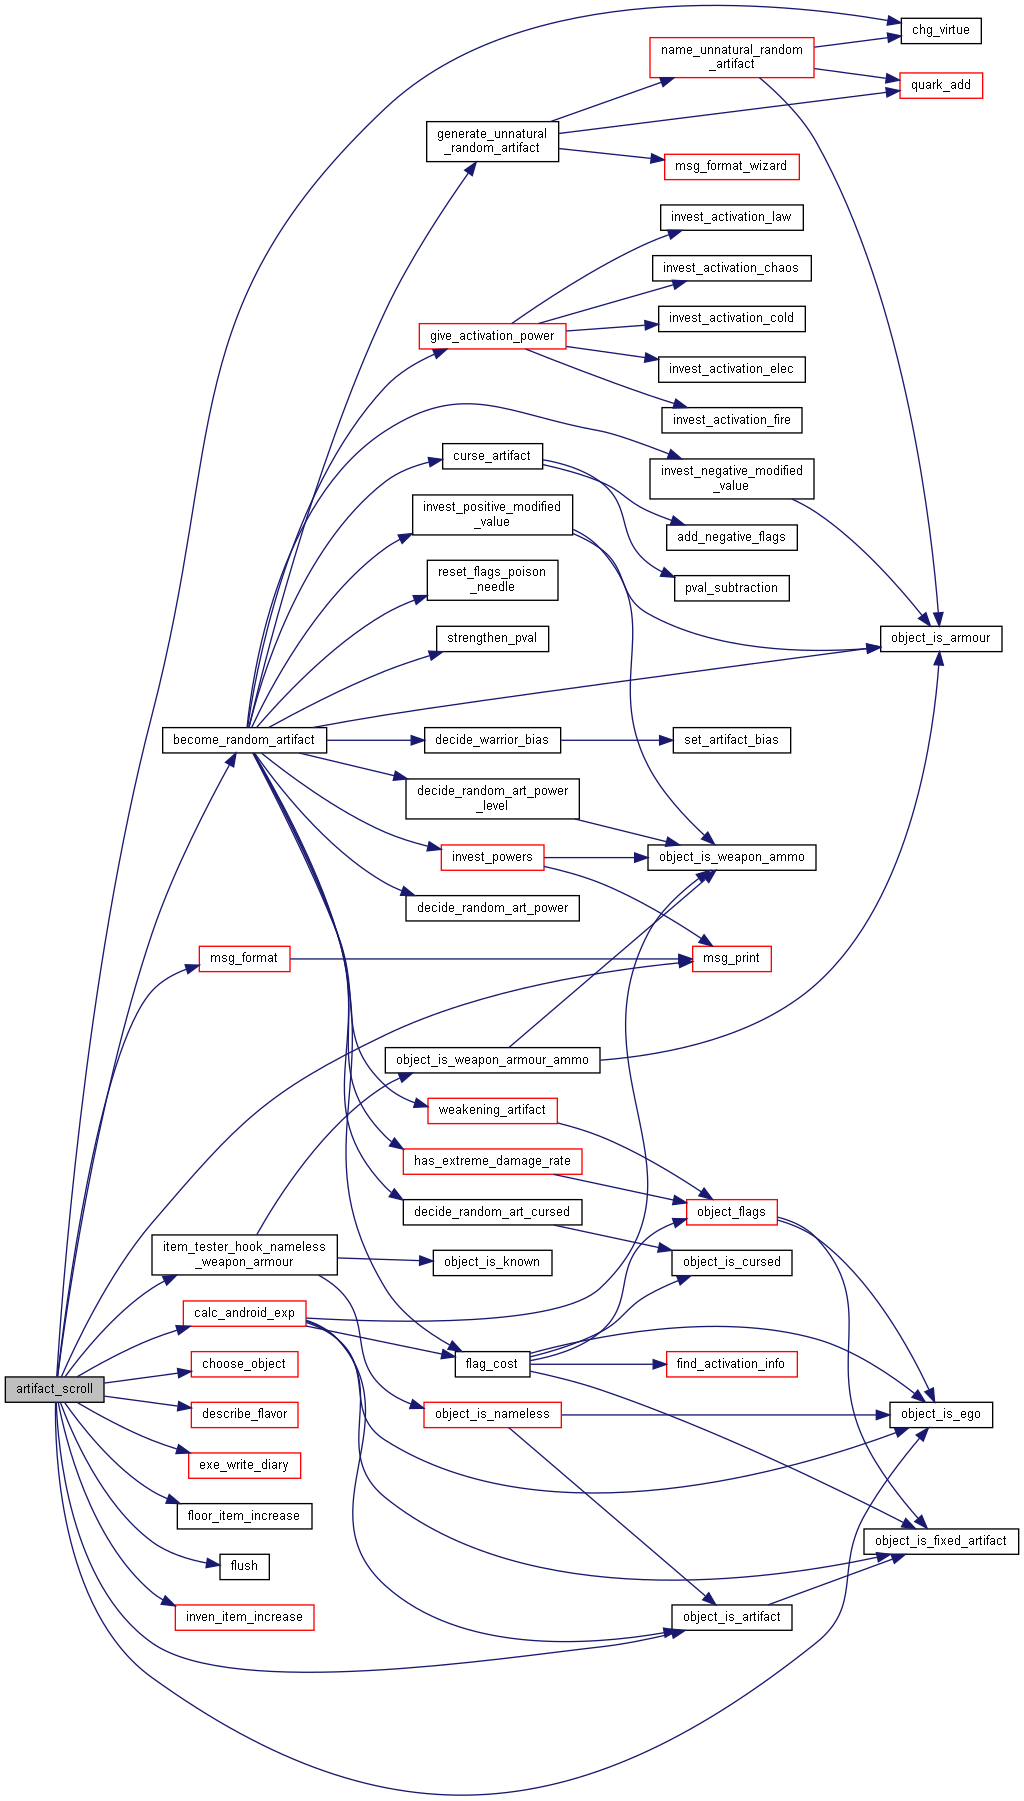 chg_virtue
name_unnatural_random
_artifact
quark_add
generate_unnatural
_random_artifact
msg_format_wizard
invest_activation_law
invest_activation_chaos
invest_activation_cold
give_activation_power
invest_activation_elec
invest_activation_fire
curse_artifact
invest_negative_modified
_value
invest_positive_modified
_value
add_negative_flags
reset_flags_poison
_needle
pval_subtraction
strengthen_pval
object_is_armour
become_random_artifact
decide_warrior_bias
set_artifact_bias
decide_random_art_power
_level
invest_powers
object_is_weapon_ammo
decide_random_art_power
msg_format
msg_print
object_is_weapon_armour_ammo
weakening_artifact
has_extreme_damage_rate
decide_random_art_cursed
object_flags
item_tester_hook_nameless
_weapon_armour
object_is_known
object_is_cursed
calc_android_exp
choose_object
flag_cost
find_activation_info
artifact_scroll
describe_flavor
object_is_nameless
object_is_ego
exe_write_diary
floor_item_increase
object_is_fixed_artifact
flush
inven_item_increase
object_is_artifact